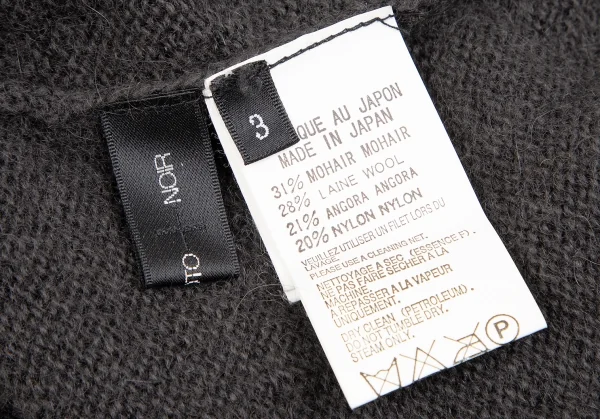 NOIR
OTO
3
QUE AU JAPON
MADE IN JAPAN
31% MOHAIR MOHAIR
28% LAINE WOOL
21% ANGORA ANGORA
20% NYLON NYLON
VEUILLEZ UTILISER UN FILET LORS DU
LAVAGE.
PLEASE USE A CLEANING NET.
NETTOYAGE A SEC (ESSENCE F).
NE PAS FAIRE SÉCHER A LA
MACHINE.
A REPASSER A LA VAPEUR
UNIQUEMENT.
DRY CLEAN (PETROLEUM).
DO NOT TUMBLE DRY.
STEAM ONLY.
P